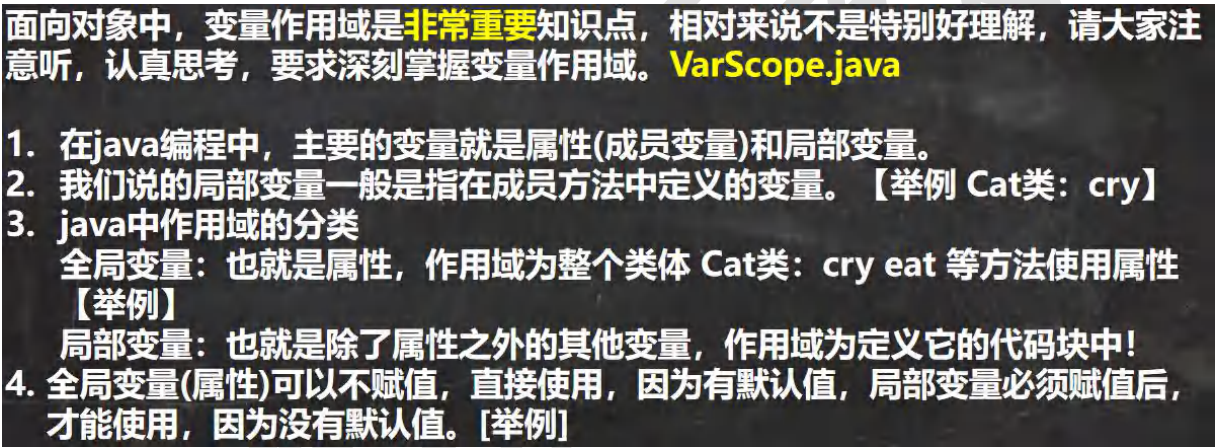 面向对象中，变量作用域是非常重要知识点，相对来说不是特别好理解，请大家注
意听，认真思考，要求深刻掌握变量作用域。VarScope.java
1. 在java编程中，主要的变量就是属性(成员变量)和局部变量。
2. 我们说的局部变量一般是指在成员方法中定义的变量。【举例 Cat类：cry】
3. java中作用域的分类
全局变量：也就是属性，作用域为整个类体 Cat类：cry eat 等方法使用属性
【举例】
局部变量：也就是除了属性之外的其他变量，作用域为定义它的代码块中！
4. 全局变量(属性)可以不赋值，直接使用，因为有默认值，局部变量必须赋值后，
才能使用，因为没有默认值。[举例]